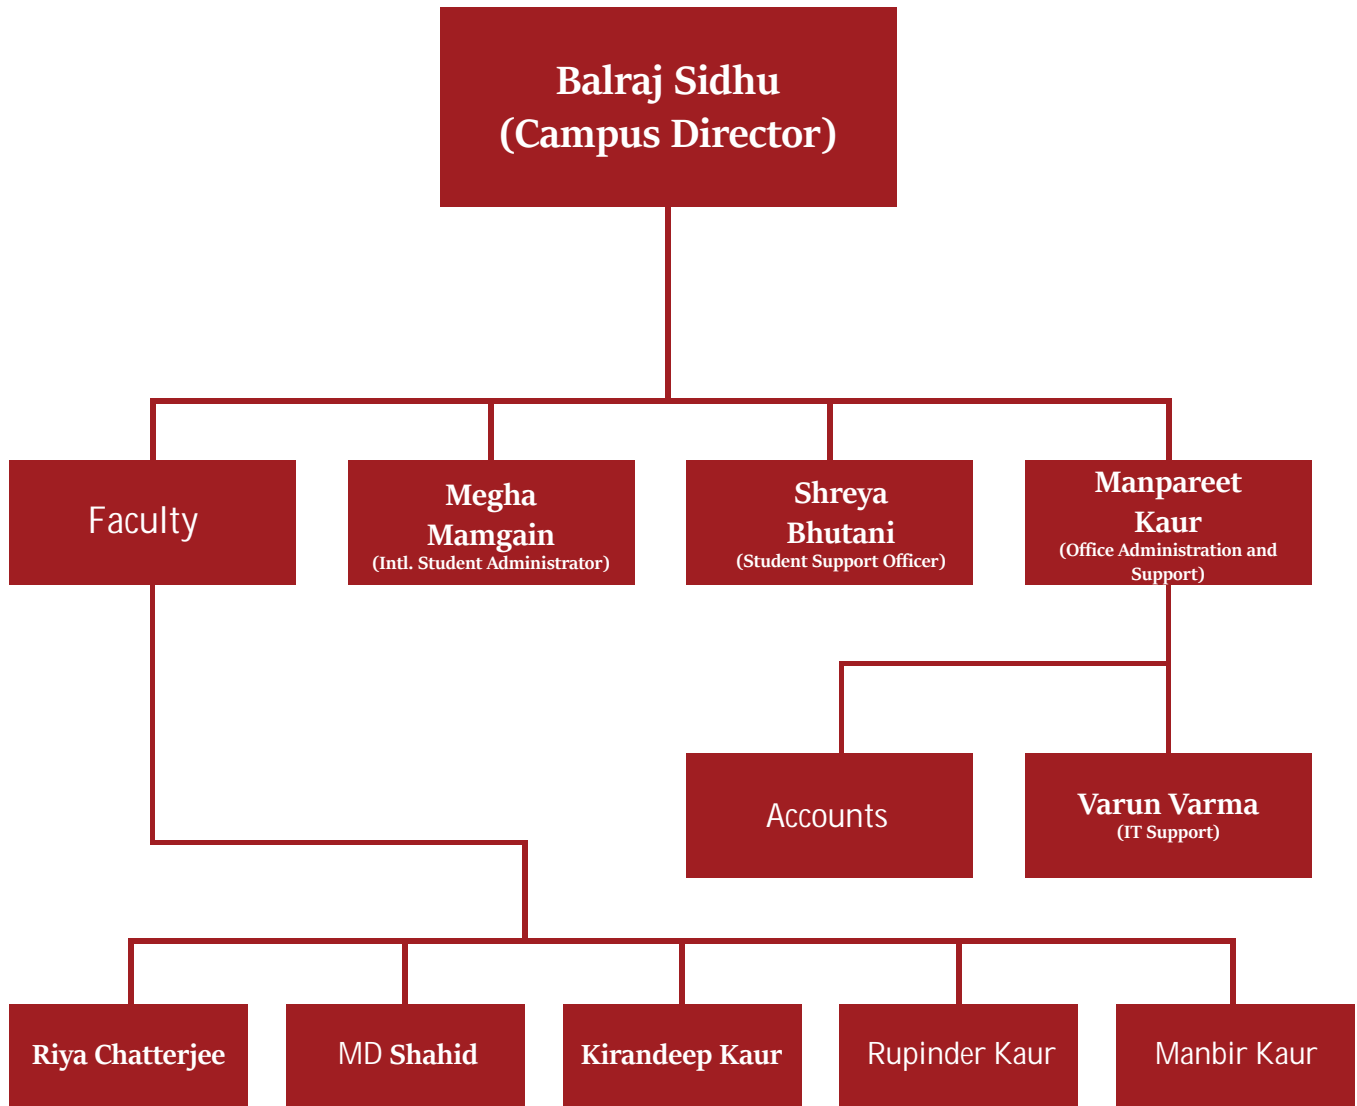 Balraj Sidhu
(Campus Director)
Faculty
Megha
Mamgain
(Intl. Student Administrator)
Shreya
Bhutani
(Student Support Officer)
Manpareet
Kaur
(Office Administration and
Support)
Accounts
Varun Varma
(IT Support)
Riya Chatterjee
MD Shahid
Kirandeep Kaur
Rupinder Kaur
Manbir Kaur